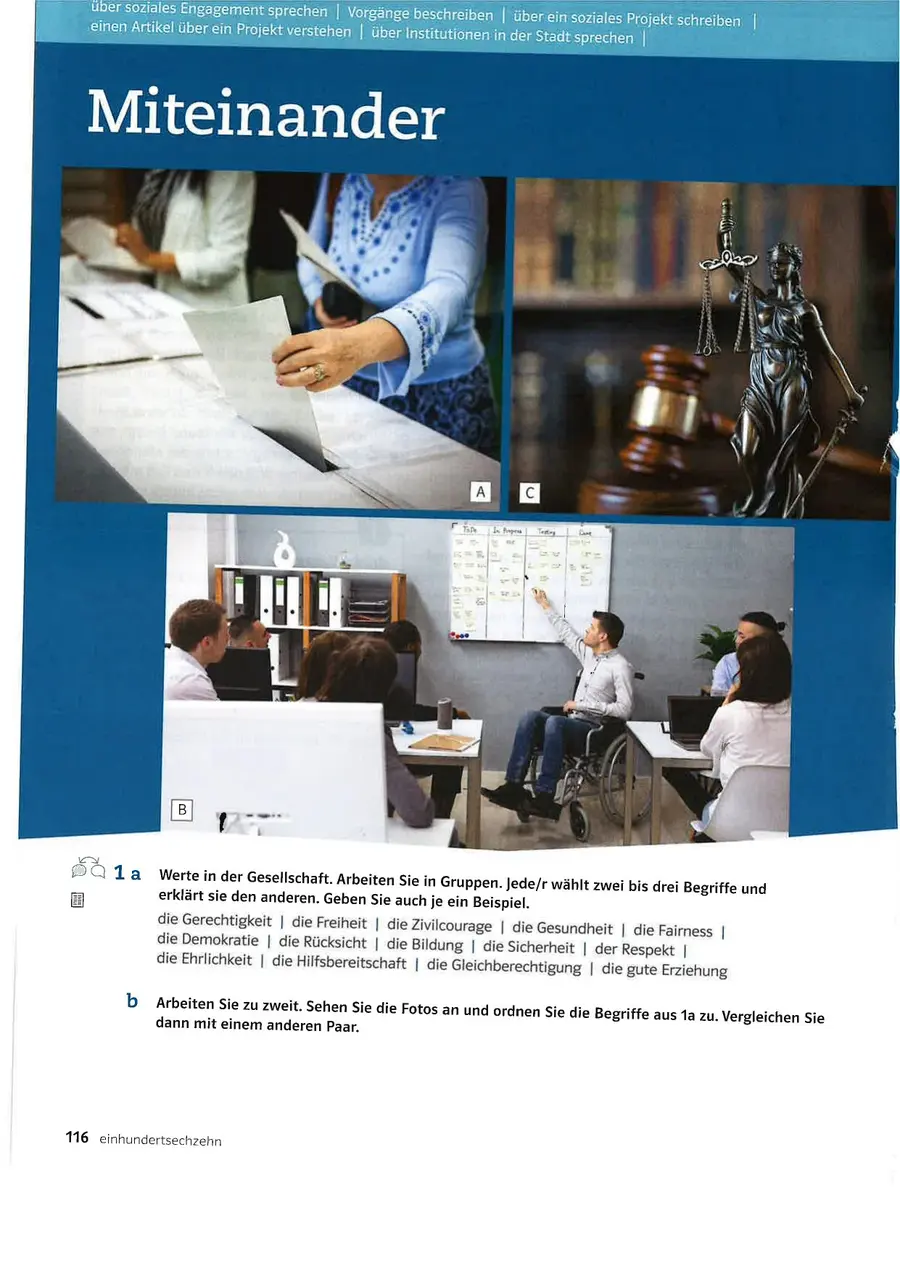 über soziales Engagement sprechen | Vorgänge beschreiben | über ein soziales Projekt schreiben |
einen Artikel über ein Projekt verstehen | über Institutionen in der Stadt sprechen |
Miteinander
A
C
ToDo In Progress Testing Done
B
1 a Werte in der Gesellschaft. Arbeiten Sie in Gruppen. Jede/r wählt zwei bis drei Begriffe und
erklärt sie den anderen. Geben Sie auch je ein Beispiel.
die Gerechtigkeit | die Freiheit | die Zivilcourage | die Gesundheit | die Fairness |
die Demokratie | die Rücksicht | die Bildung | die Sicherheit | der Respekt |
die Ehrlichkeit | die Hilfsbereitschaft | die Gleichberechtigung | die gute Erziehung
b Arbeiten Sie zu zweit. Sehen Sie die Fotos an und ordnen Sie die Begriffe aus 1a zu. Vergleichen Sie
dann mit einem anderen Paar.
116 einhundertsechzehn